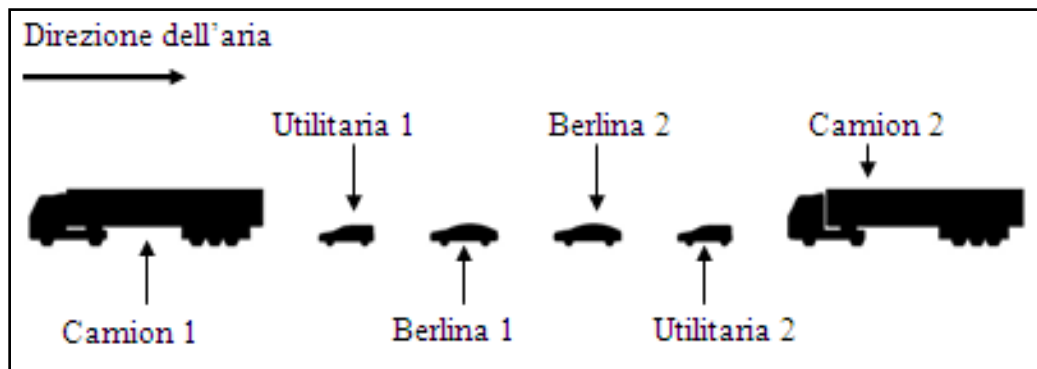 Direzione dell'aria
Utilitaria 1
Berlina 2
Camion 2
Camion 1
Berlina 1
Utilitaria 2